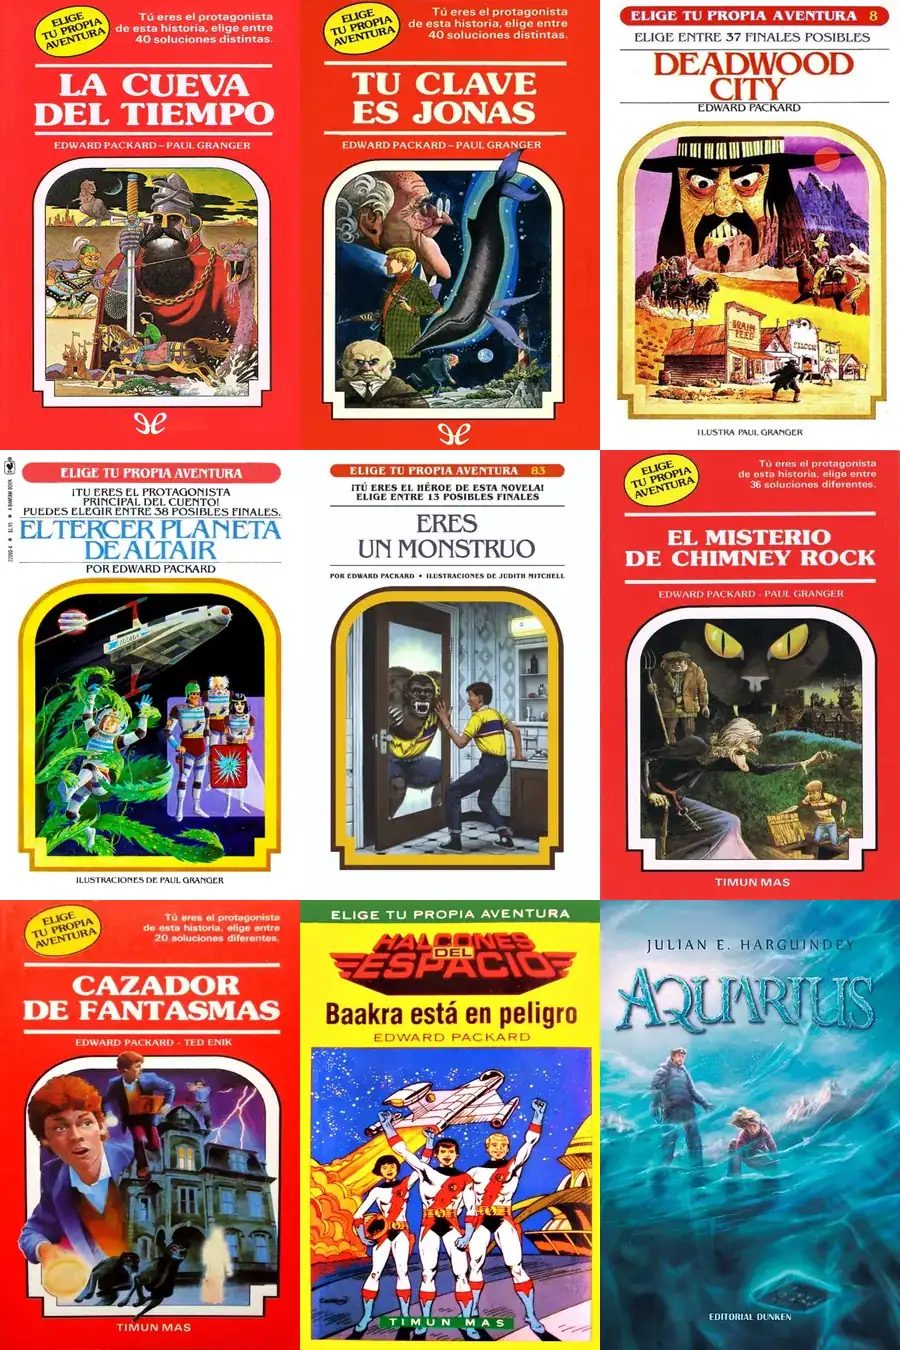 ELIGE
TU PROPIA
AVENTURA
Tú eres el protagonista
de esta historia, elige entre
40 soluciones distintas.
LA CUEVA
DEL TIEMPO
EDWARD PACKARD – PAUL GRANGER
ELIGE
TU PROPIA
AVENTURA
Tú eres el protagonista
de esta historia, elige entre
40 soluciones distintas.
TU CLAVE
ES JONAS
EDWARD PACKARD – PAUL GRANGER
ELIGE TU PROPIA AVENTURA 8
ELIGE ENTRE 37 FINALES POSIBLES
DEADWOOD
CITY
EDWARD PACKARD
GRAIN
FEED
ILUSTRA PAUL GRANGER
ELIGE TU PROPIA AVENTURA
¡TU ERES EL PROTAGONISTA
PRINCIPAL DEL CUENTO!
PUEDES ELEGIR ENTRE 38 POSIBLES FINALES.
EL TERCER PLANETA
DE ALTAIR
POR EDWARD PACKARD
ILUSTRACIONES DE PAUL GRANGER
ELIGE TU PROPIA AVENTURA 83
¡TÚ ERES EL HÉROE DE ESTA NOVELA!
ELIGE ENTRE 13 POSIBLES FINALES
ERES
UN MONSTRUO
POR EDWARD PACKARD • ILUSTRACIONES DE JUDITH MITCHELL
ELIGE
TU PROPIA
AVENTURA
Tú eres el protagonista
de esta historia, elige entre
36 soluciones diferentes.
EL MISTERIO
DE CHIMNEY ROCK
EDWARD PACKARD - PAUL GRANGER
TIMUN MAS
ELIGE
TU PROPIA
AVENTURA
Tú eres el protagonista
de esta historia, elige entre
20 soluciones diferentes.
CAZADOR
DE FANTASMAS
EDWARD PACKARD - TED ENIK
TIMUN MAS
ELIGE TU PROPIA AVENTURA
HALCONES
DEL
ESPACIO
Baakra está en peligro
EDWARD PACKARD
TIMUN MAS
JULIAN E. HARGUINDEY
AQUARIUS
EDITORIAL DUNKEN